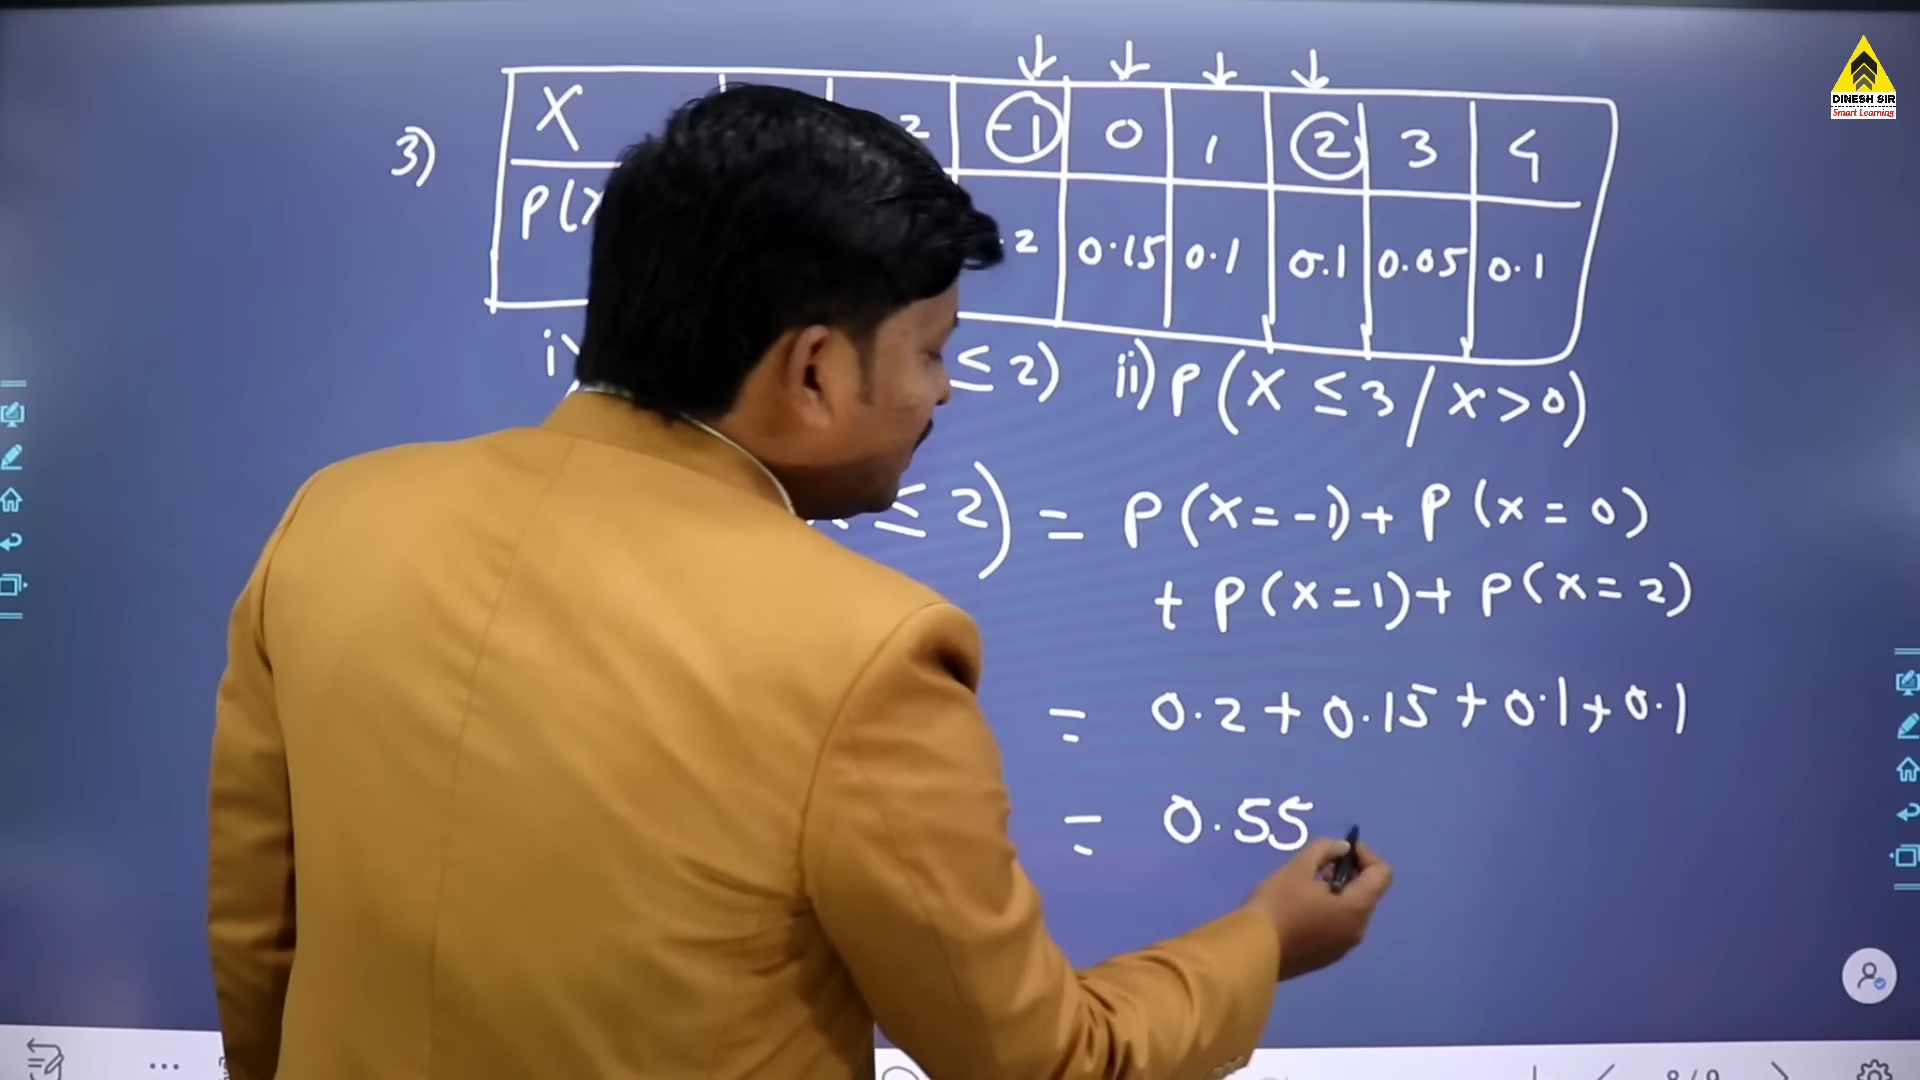 DINESH SIR
Smart Learning
3)
X 2 -1 0 1 2 3 4
P(x .2 0.15 0.1 0.1 0.05 0.1
i) ≤ 2) ii) P(X ≤ 3 / X > 0)
≤ 2) = P(X = -1) + P(X = 0)
+ P(X = 1) + P(X = 2)
= 0.2 + 0.15 + 0.1 + 0.1
= 0.55